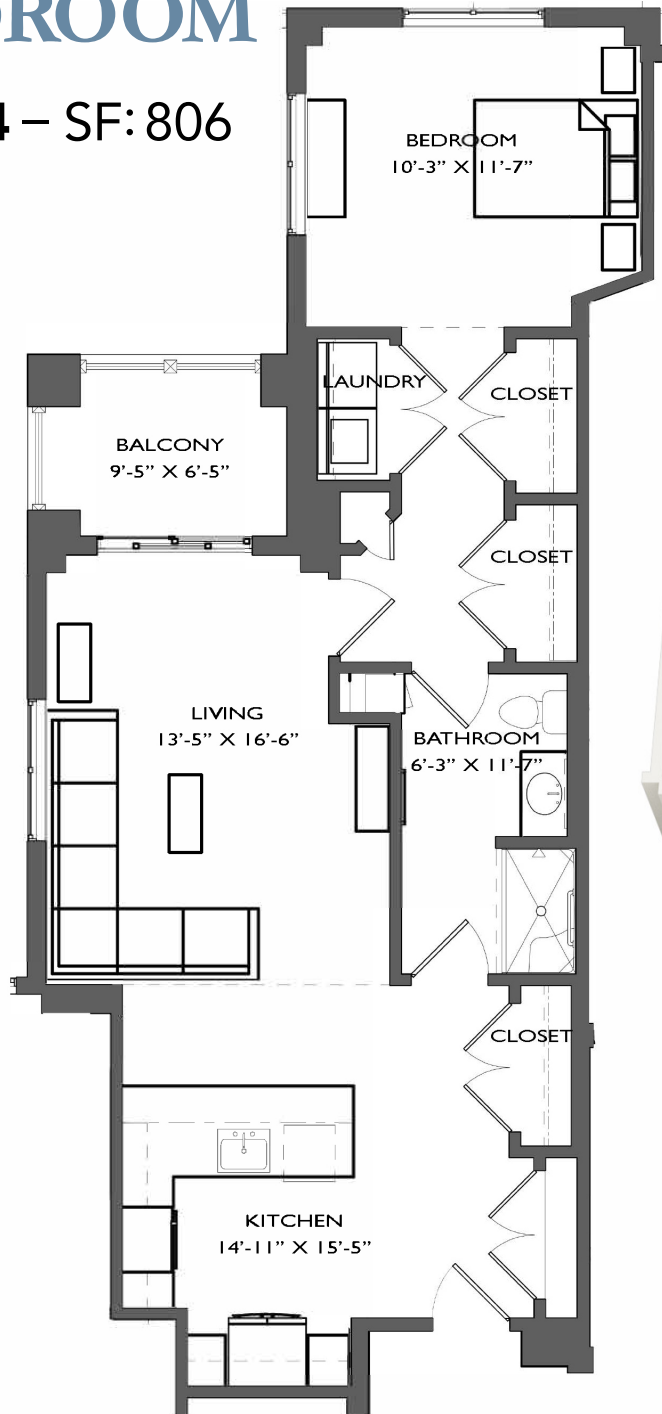 DROOM
4 – SF: 806
BEDROOM
10'-3” X 11'-7”
LAUNDRY
CLOSET
BALCONY
9'-5” X 6'-5”
CLOSET
LIVING
13'-5” X 16'-6”
BATHROOM
6'-3” X 11'-7”
CLOSET
KITCHEN
14'-11” X 15'-5”